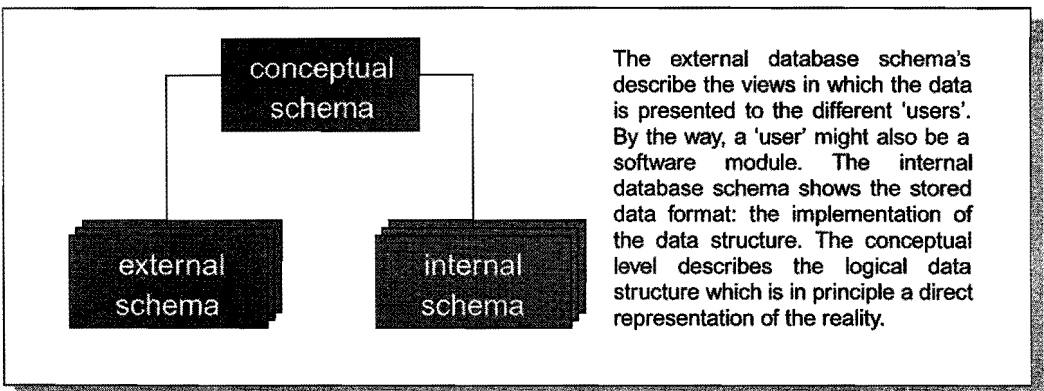 conceptual
schema
external
schema
internal
schema
The external database schema's
describe the views in which the data
is presented to the different 'users'.
By the way, a 'user' might also be a
software module. The internal
database schema shows the stored
data format: the implementation of
the data structure. The conceptual
level describes the logical data
structure which is in principle a direct
representation of the reality.